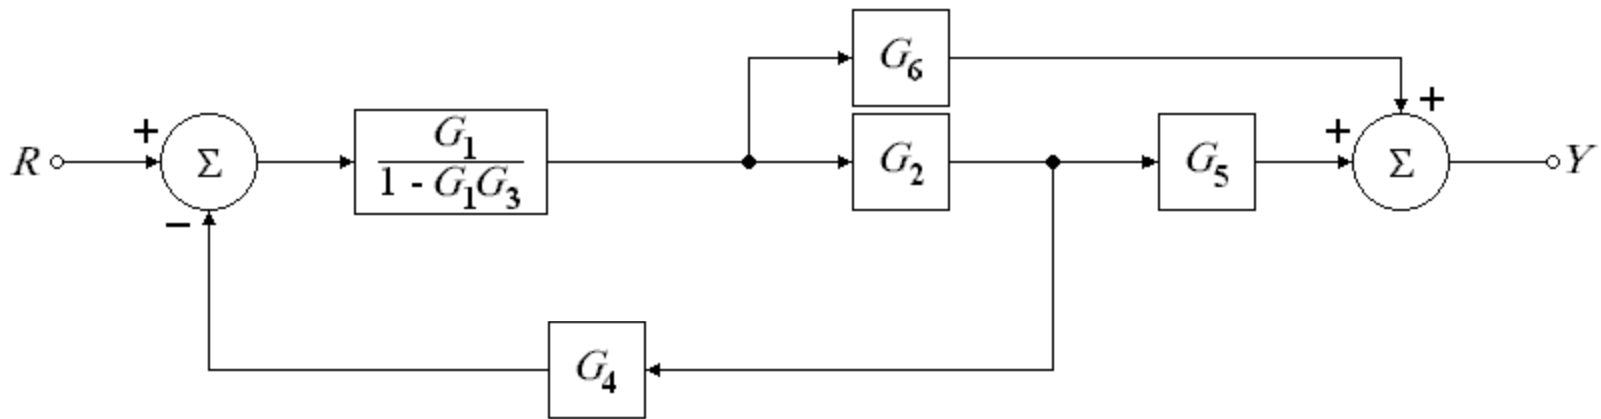 G₆
+
+ + 
R Σ G₁ G₂ G₅ Σ Y
1 - G₁G₃
−
G₄